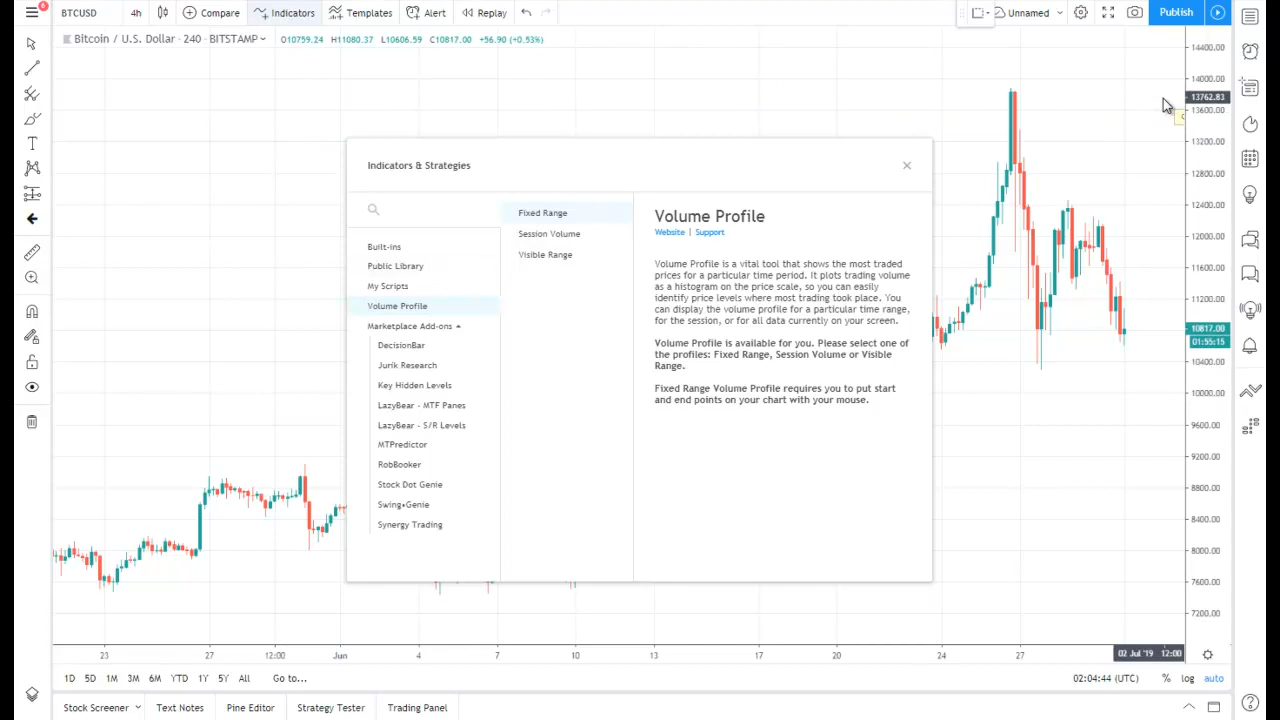 6
BTCUSD
4h
Compare
Indicators
Templates
Alert
Replay
Unnamed
Publish
Bitcoin / U.S. Dollar · 240 · BITSTAMP
O10759.24 H11080.37 L10606.59 C10817.00 +56.90 (+0.53%)
14400.00
14000.00
13762.83
13600.00
13200.00
12800.00
12400.00
12000.00
11600.00
11200.00
10817.00
01:55:15
10400.00
10000.00
9600.00
9200.00
8800.00
8400.00
8000.00
7600.00
7200.00
Indicators & Strategies
Built-ins
Public Library
My Scripts
Volume Profile
Marketplace Add-ons
DecisionBar
Jurik Research
Key Hidden Levels
LazyBear - MTF Panes
LazyBear - S/R Levels
MTPredictor
RobBooker
Stock Dot Genie
Swing+Genie
Synergy Trading
Fixed Range
Session Volume
Visible Range
Volume Profile
Website | Support
Volume Profile is a vital tool that shows the most traded
prices for a particular time period. It plots trading volume
as a histogram on the price scale, so you can easily
identify price levels where most trading took place. You
can display the volume profile for a particular time range,
for the session, or for all data currently on your screen.
Volume Profile is available for you. Please select one of
the profiles: Fixed Range, Session Volume or Visible
Range.
Fixed Range Volume Profile requires you to put start
and end points on your chart with your mouse.
23
27
12:00
Jun
4
7
10
13
17
20
24
27
02 Jul '19 12:00
1D 5D 1M 3M 6M YTD 1Y 5Y All Go to...
02:04:44 (UTC) % log auto
Stock Screener
Text Notes
Pine Editor
Strategy Tester
Trading Panel